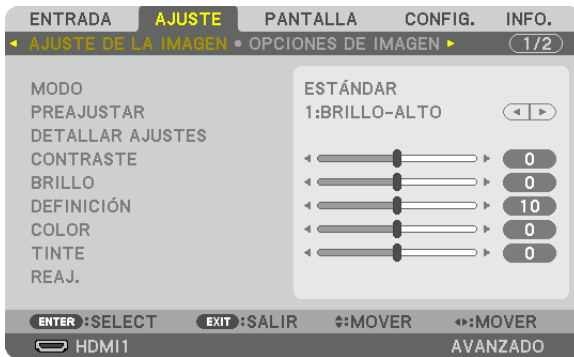 ENTRADA AJUSTE PANTALLA CONFIG. INFO.
AJUSTE DE LA IMAGEN • OPCIONES DE IMAGEN 1/2
MODO ESTÁNDAR
PREAJUSTAR 1:BRILLO-ALTO
DETALLAR AJUSTES
CONTRASTE 0
BRILLO 0
DEFINICIÓN 10
COLOR 0
TINTE 0
REAJ.
ENTER :SELECT EXIT :SALIR :MOVER :MOVER
HDMI1 AVANZADO